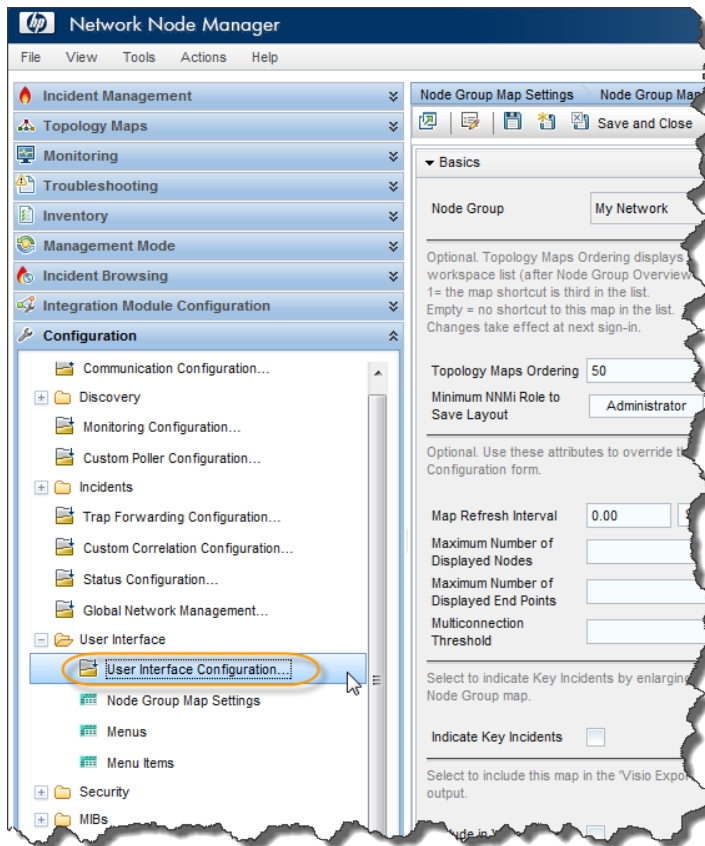 hp Network Node Manager
File View Tools Actions Help
Incident Management
Topology Maps
Monitoring
Troubleshooting
Inventory
Management Mode
Incident Browsing
Integration Module Configuration
Configuration
Communication Configuration...
Discovery
Monitoring Configuration...
Custom Poller Configuration...
Incidents
Trap Forwarding Configuration...
Custom Correlation Configuration...
Status Configuration...
Global Network Management...
User Interface
User Interface Configuration...
Node Group Map Settings
Menus
Menu Items
Security
MIBs
Node Group Map Settings Node Group Map
Save and Close
Basics
Node Group My Network
Optional. Topology Maps Ordering displays
workspace list (after Node Group Overview
1= the map shortcut is third in the list.
Empty = no shortcut to this map in the list.
Changes take effect at next sign-in.
Topology Maps Ordering 50
Minimum NNMi Role to
Save Layout Administrator
Optional. Use these attributes to override
Configuration form.
Map Refresh Interval 0.00
Maximum Number of
Displayed Nodes
Maximum Number of
Displayed End Points
Multiconnection
Threshold
Select to indicate Key Incidents by enlarging
Node Group map.
Indicate Key Incidents
Select to include this map in the 'Visio
output.
in